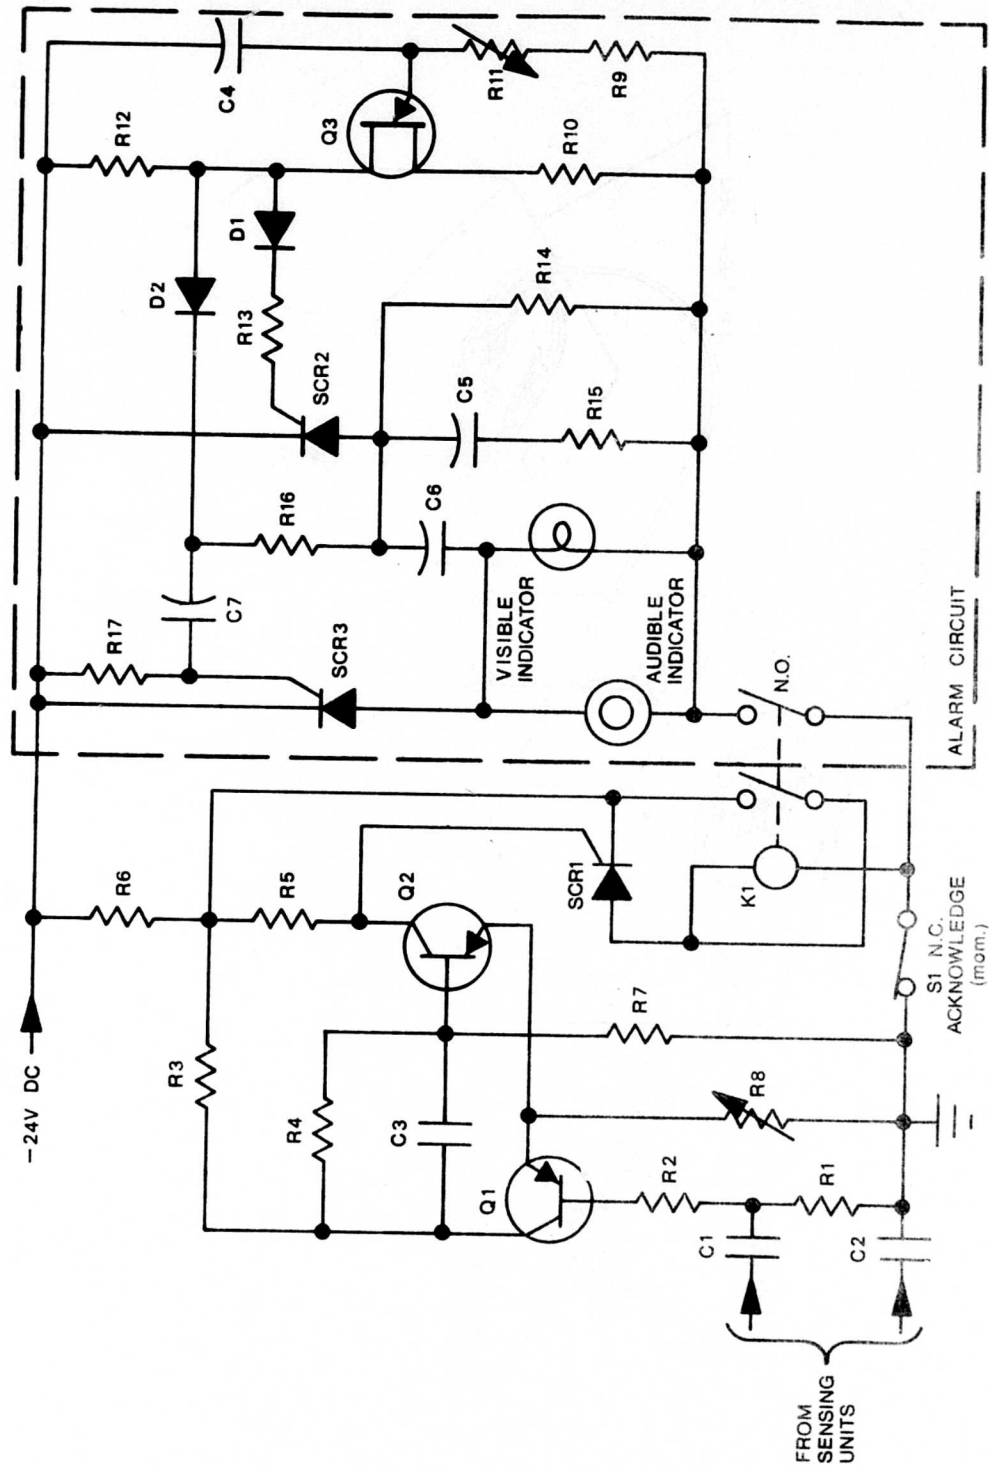 -24V DC
R6
R3
R5
R4
C3
Q2
Q1
R7
R8
R2
R1
C1
C2
FROM
SENSING
UNITS
SCR1
K1
S1 N.C.
ACKNOWLEDGE
(mom.)
R17
C7
SCR3
R16
C6
VISIBLE
INDICATOR
AUDIBLE
INDICATOR
N.O.
D2
D1
R13
SCR2
C5
R15
R14
R12
C4
Q3
R10
R11
R9
ALARM CIRCUIT